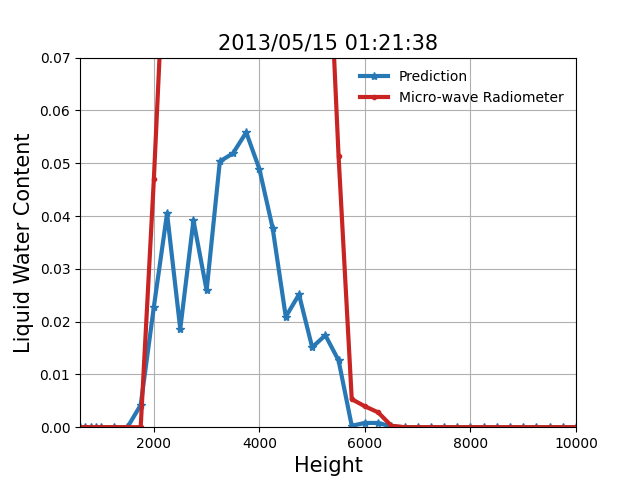 2013/05/15 01:21:38
Prediction
Micro-wave Radiometer
Liquid Water Content
0.07
0.06
0.05
0.04
0.03
0.02
0.01
0.00
2000 4000 6000 8000 10000
Height